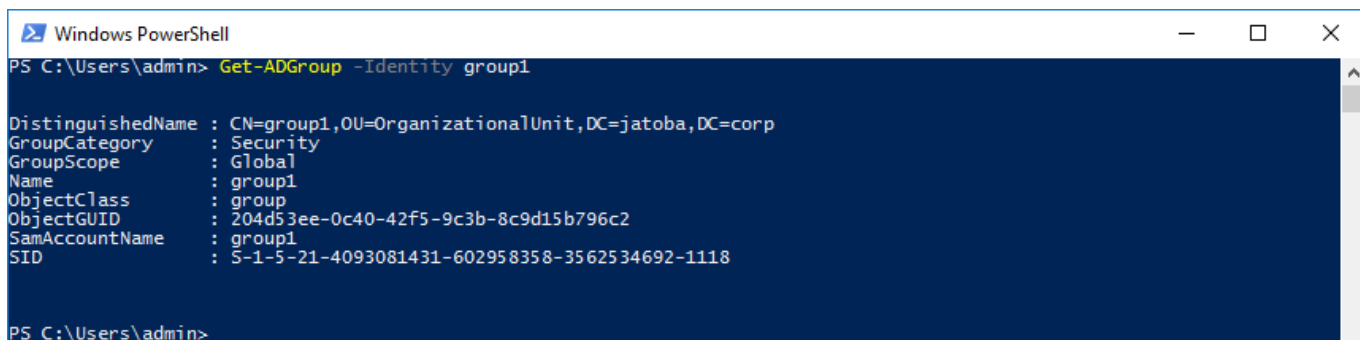 Windows PowerShell
PS C:\Users\admin> Get-ADGroup -Identity group1
DistinguishedName : CN=group1,OU=OrganizationalUnit,DC=jatoba,DC=corp
GroupCategory     : Security
GroupScope        : Global
Name              : group1
ObjectClass       : group
ObjectGUID        : 204d53ee-0c40-42f5-9c3b-8c9d15b796c2
SamAccountName    : group1
SID               : S-1-5-21-4093081431-602958358-3562534692-1118
PS C:\Users\admin>